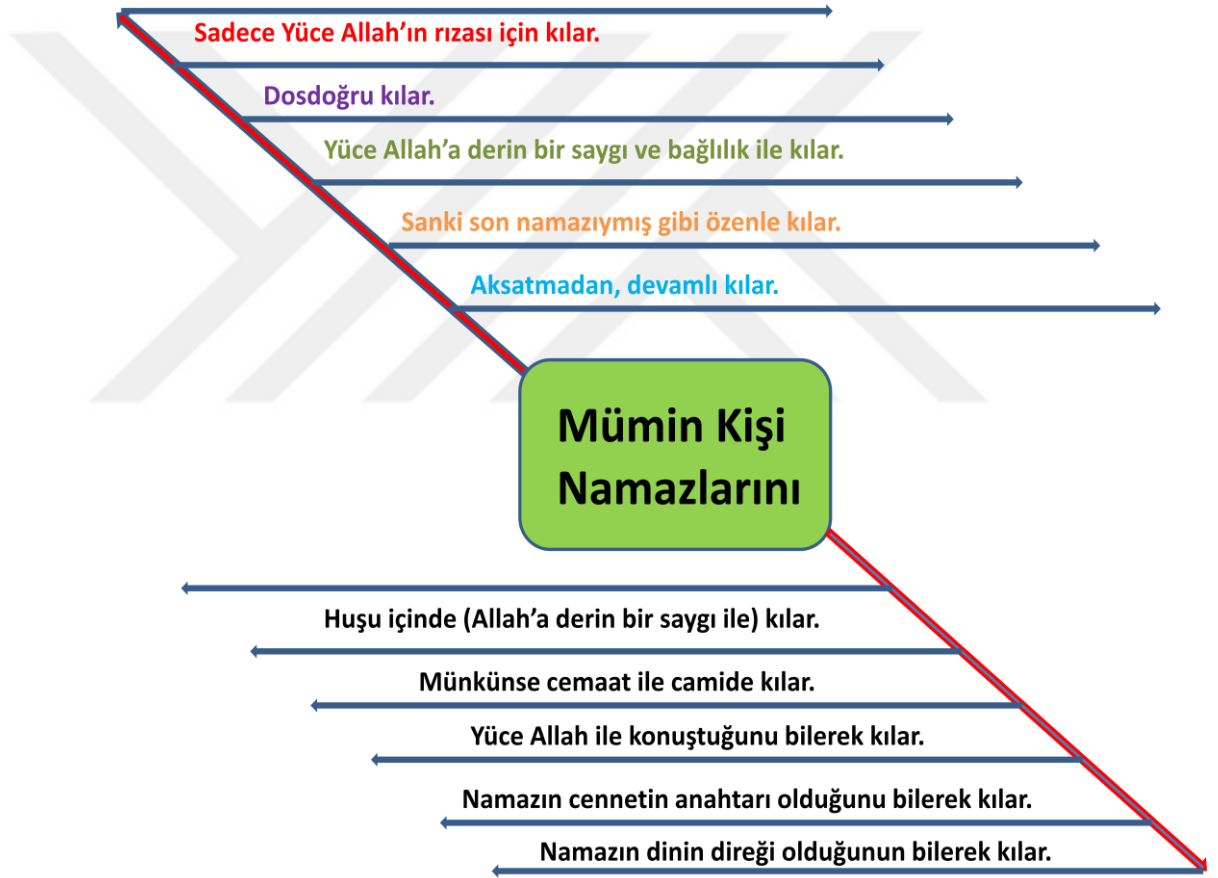 Sadece Yüce Allah’ın rızası için kılar.
Dosdoğru kılar.
Yüce Allah’a derin bir saygı ve bağlılık ile kılar.
Sanki son namazıymış gibi özenle kılar.
Aksatmadan, devamlı kılar.
Mümin Kişi
Namazlarını
Huşu içinde (Allah’a derin bir saygı ile) kılar.
Münkünse cemaat ile camide kılar.
Yüce Allah ile konuştuğunu bilerek kılar.
Namazın cennetin anahtarı olduğunu bilerek kılar.
Namazın dinin direği olduğunun bilerek kılar.